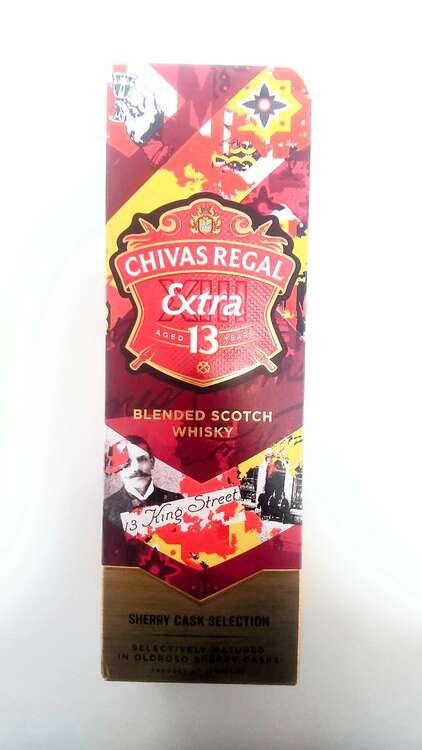 CHIVAS REGAL
XIII
Extra
AGED 13 YEARS
BLENDED SCOTCH
WHISKY
13 King Street
SHERRY CASK SELECTION
SELECTIVELY MATURED
IN OLOROSO SHERRY CASKS